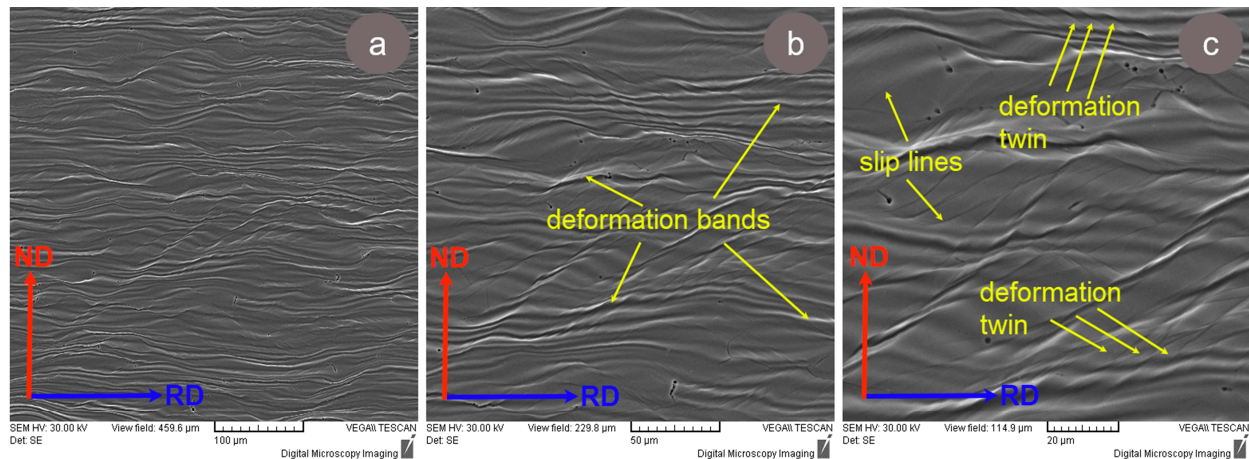 a
ND
RD
SEM HV: 30.00 kV View field: 459.6 µm VEGA\\ TESCAN
Det: SE 100 µm
Digital Microscopy Imaging
b
deformation bands
ND
RD
SEM HV: 30.00 kV View field: 229.8 µm VEGA\\ TESCAN
Det: SE 50 µm
Digital Microscopy Imaging
c
deformation
twin
slip lines
ND
deformation
twin
RD
SEM HV: 30.00 kV View field: 114.9 µm VEGA\\ TESCAN
Det: SE 20 µm
Digital Microscopy Imaging